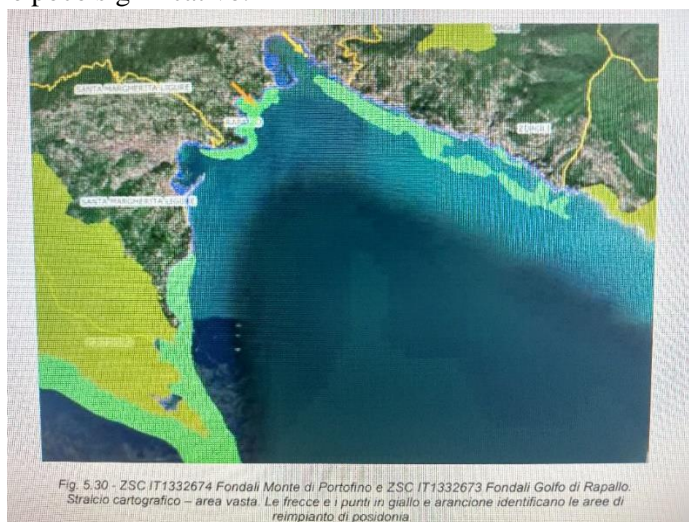 SANTA MARGHERITA LIGURE
RAPALLO
ZOAGLI
SANTA MARGHERITA LIGURE
Fig. 5.30 - ZSC IT1332674 Fondali Monte di Portofino e ZSC IT1332673 Fondali Golfo di Rapallo.
Stralcio cartografico – area vasta. Le frecce e i punti in giallo e arancione identificano le aree di
reimpianto di posidonia